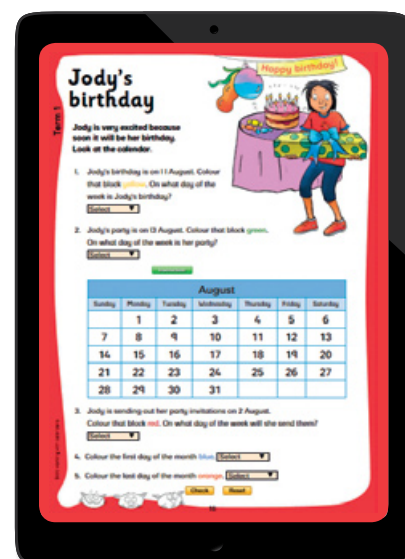 Happy birthday!
Jody's
birthday
Term 1
Jody is very excited because
soon it will be her birthday.
Look at the calendar.
1. Jody's birthday is on 11 August. Colour
that block yellow. On what day of the
week is Jody's birthday?
Select
2. Jody's party is on 13 August. Colour that block green.
On what day of the week is her party?
Select
August
Sunday Monday Tuesday Wednesday Thursday Friday Saturday
1 2 3 4 5 6
7 8 9 10 11 12 13
14 15 16 17 18 19 20
21 22 23 24 25 26 27
28 29 30 31
3. Jody is sending out her party invitations on 2 August.
Colour that block red. On what day of the week will she send them?
Select
4. Colour the first day of the month blue. Select
5. Colour the last day of the month orange. Select
Check Reset